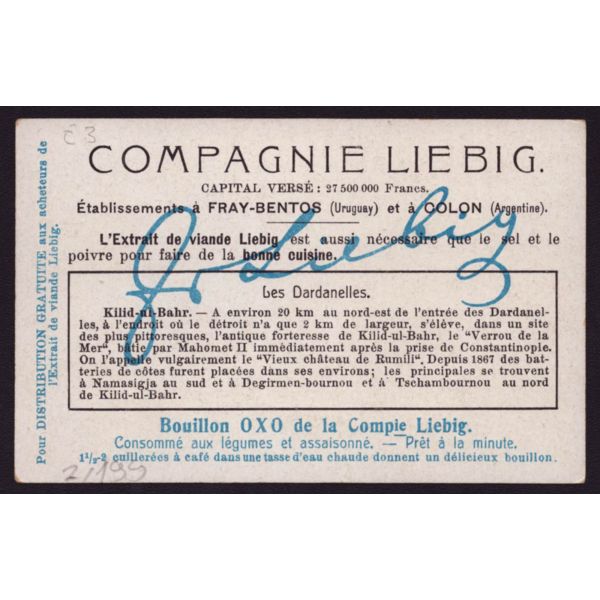 C 3
COMPAGNIE LIEBIG.
CAPITAL VERSÉ: 27 500 000 Francs.
Établissements à FRAY-BENTOS (Uruguay) et à COLON (Argentine).
L'Extrait de viande Liebig est aussi nécessaire que le sel et le
poivre pour faire de la bonne cuisine.
J v Liebig
Les Dardanelles.
Kilid-ul-Bahr. — A environ 20 km au nord-est de l'entrée des Dardanel-
les, à l'endroit où le détroit n'a que 2 km de largeur, s'élève, dans un site
des plus pittoresques, l'antique forteresse de Kilid-ul-Bahr, le "Verrou de la
Mer", bâtie par Mahomet II immédiatement après la prise de Constantinople.
On l'appelle vulgairement le "Vieux château de Rumili". Depuis 1867 des bat-
teries de côtes furent placées dans ses environs; les principales se trouvent
à Namasigja au sud et à Degirmen-bournou et à Tschambournou au nord
de Kilid-ul-Bahr.
Bouillon OXO de la Compie Liebig.
Consommé aux légumes et assaisonné. — Prêt à la minute.
1½-2 cuillerées à café dans une tasse d'eau chaude donnent un délicieux bouillon.
Pour DISTRIBUTION GRATUITE aux acheteurs de
l'Extrait de viande Liebig.
2/199